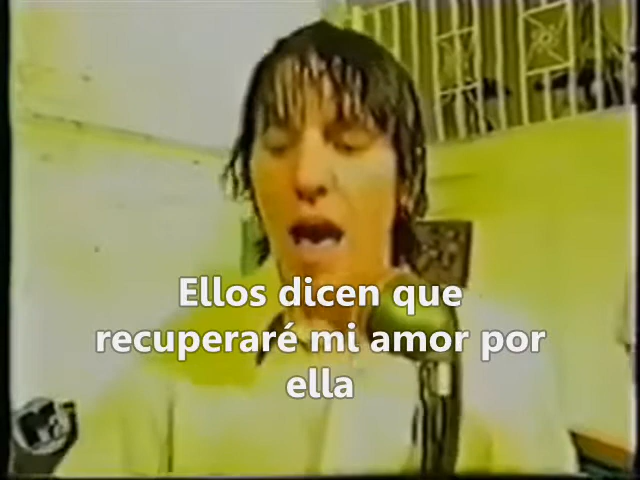 Ellos dicen que
recuperaré mi amor por
ella